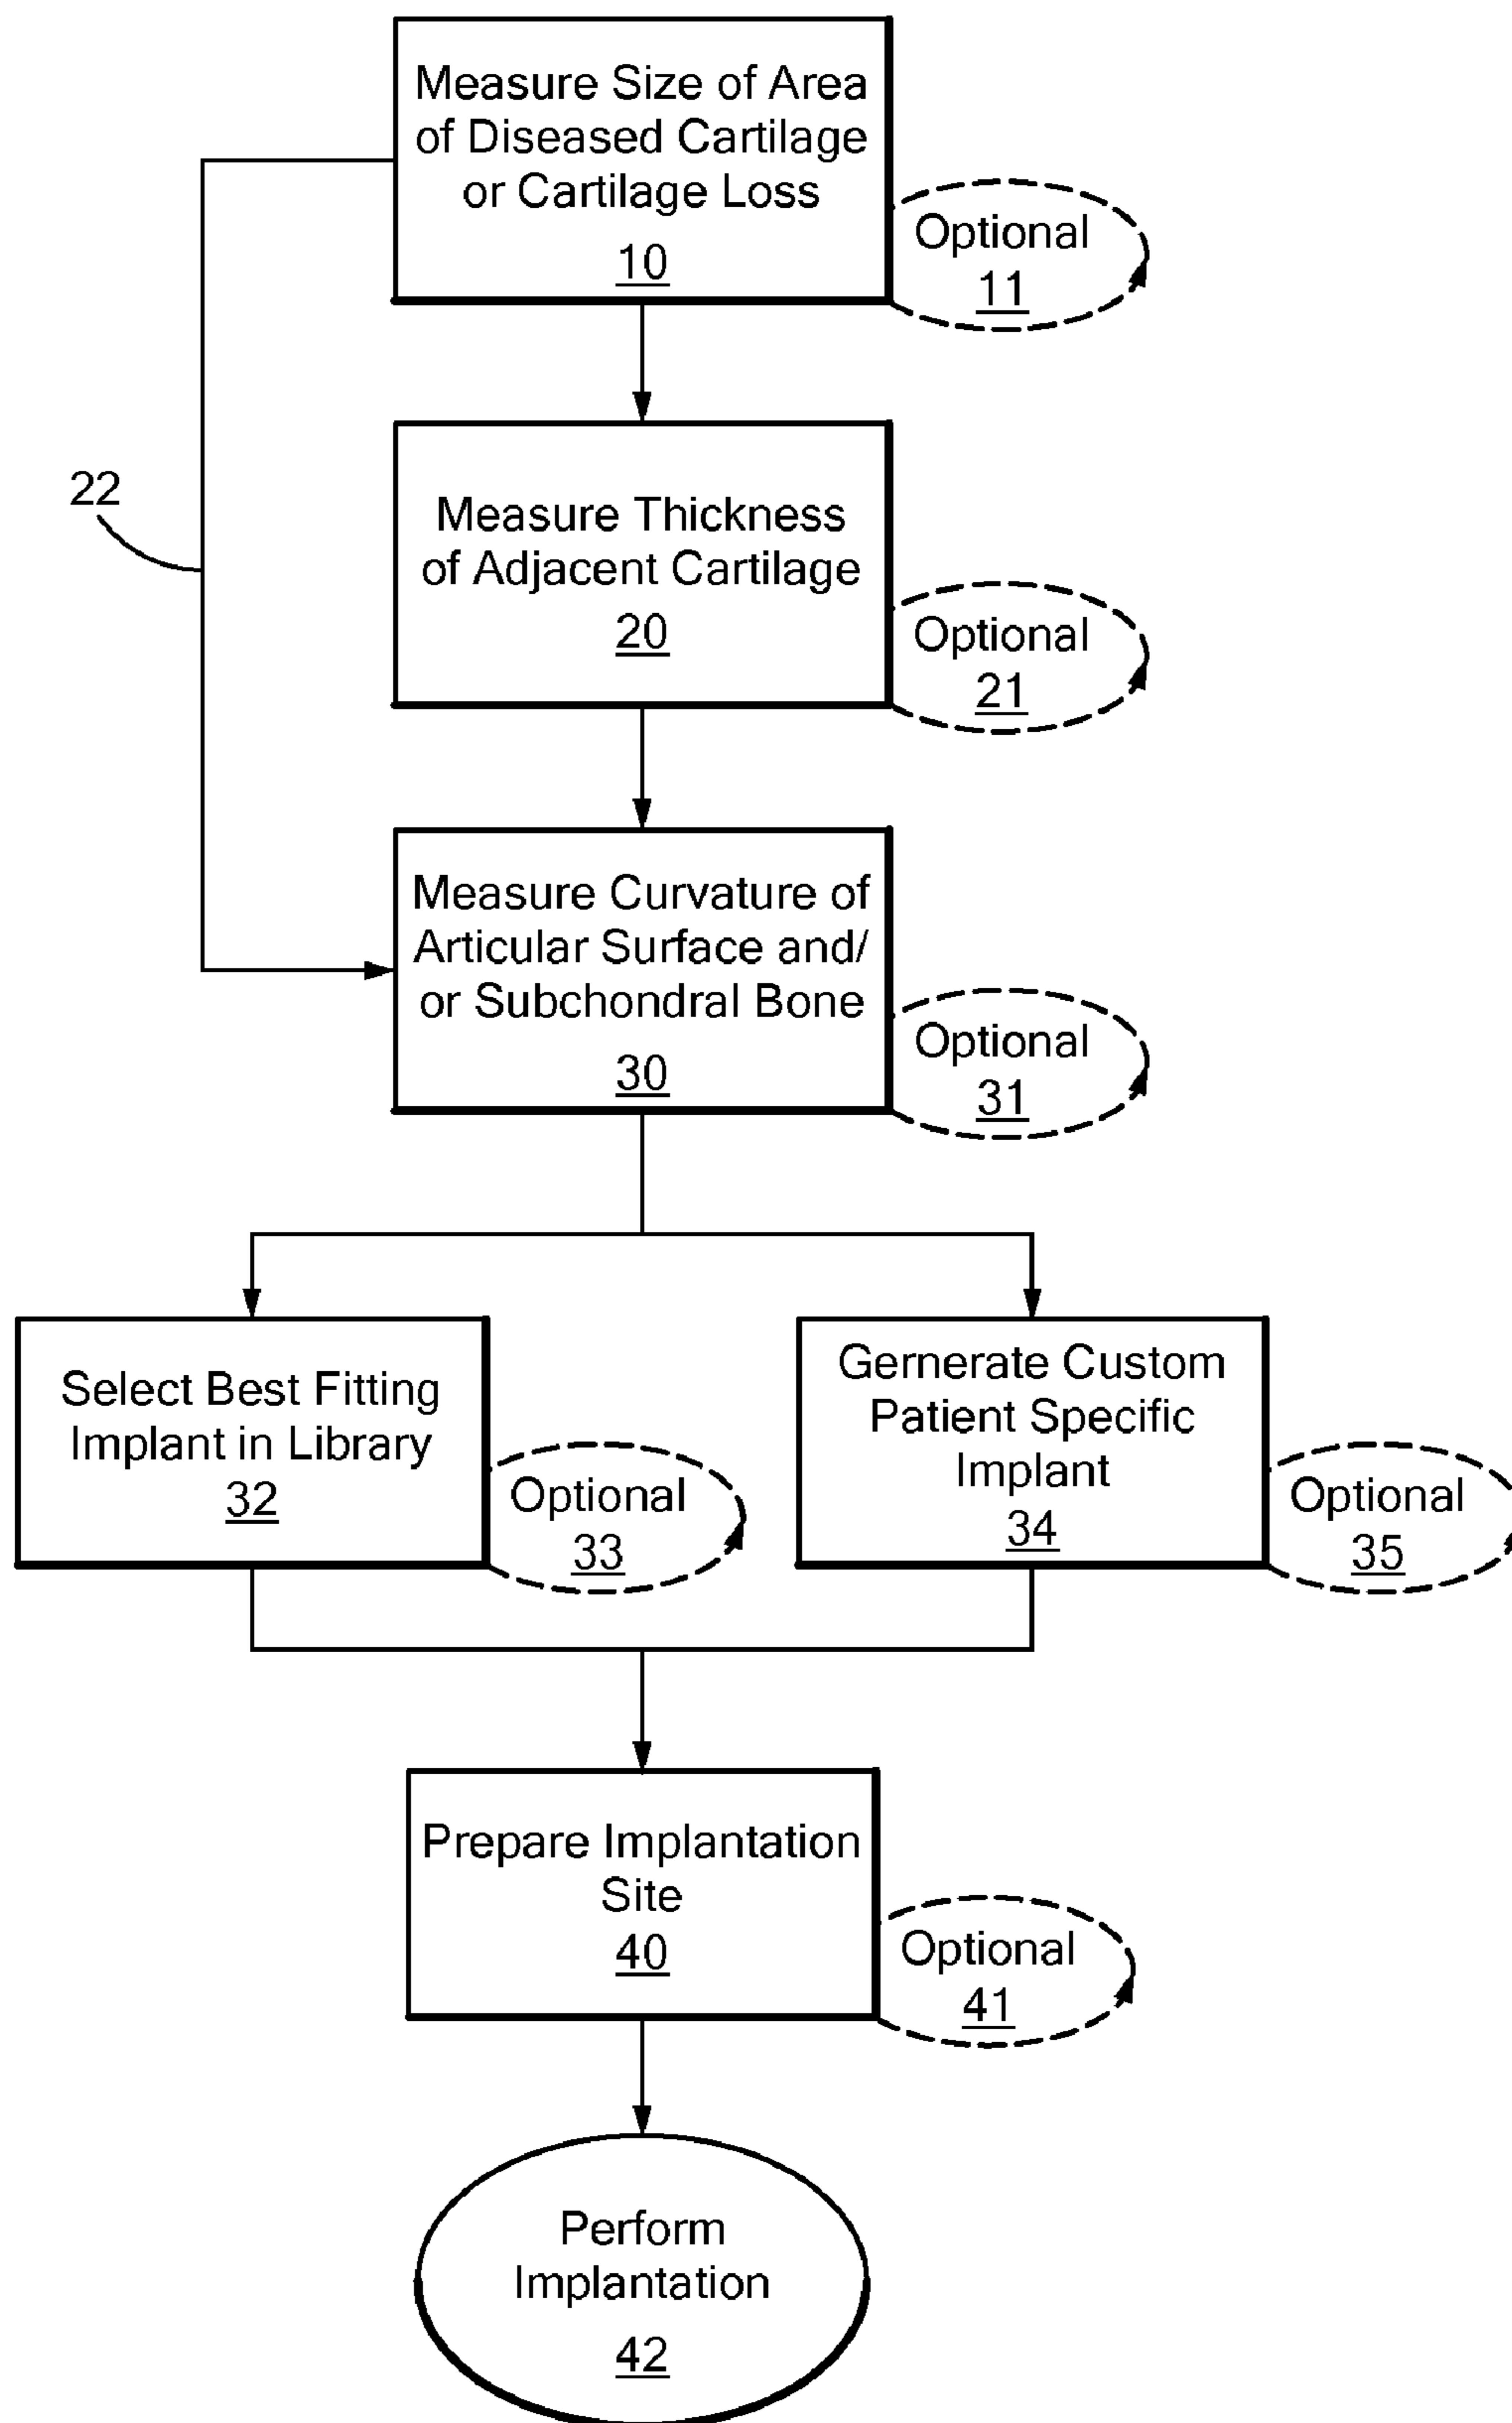 Measure Size of Area
of Diseased Cartilage
or Cartilage Loss
10
Optional
11
22
Measure Thickness
of Adjacent Cartilage
20
Optional
21
Measure Curvature of
Articular Surface and/
or Subchondral Bone
30
Optional
31
Select Best Fitting
Implant in Library
32
Optional
33
Gernerate Custom
Patient Specific
Implant
34
Optional
35
Prepare Implantation
Site
40
Optional
41
Perform
Implantation
42